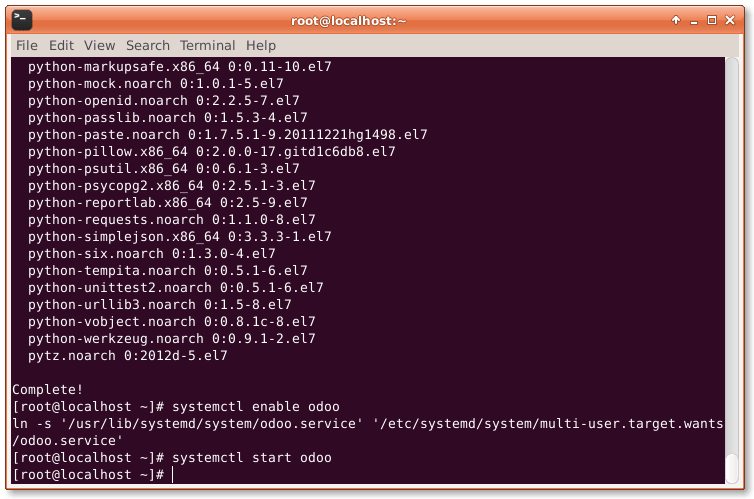 root@localhost:~
File Edit View Search Terminal Help
python-markupsafe.x86_64 0:0.11-10.el7
python-mock.noarch 0:1.0.1-5.el7
python-openid.noarch 0:2.2.5-7.el7
python-passlib.noarch 0:1.5.3-4.el7
python-paste.noarch 0:1.7.5.1-9.20111221hg1498.el7
python-pillow.x86_64 0:2.0.0-17.gitd1c6db8.el7
python-psutil.x86_64 0:0.6.1-3.el7
python-psycopg2.x86_64 0:2.5.1-3.el7
python-reportlab.x86_64 0:2.5-9.el7
python-requests.noarch 0:1.1.0-8.el7
python-simplejson.x86_64 0:3.3.3-1.el7
python-six.noarch 0:1.3.0-4.el7
python-tempita.noarch 0:0.5.1-6.el7
python-unittest2.noarch 0:0.5.1-6.el7
python-urllib3.noarch 0:1.5-8.el7
python-vobject.noarch 0:0.8.1c-8.el7
python-werkzeug.noarch 0:0.9.1-2.el7
pytz.noarch 0:2012d-5.el7
Complete!
[root@localhost ~]# systemctl enable odoo
ln -s '/usr/lib/systemd/system/odoo.service' '/etc/systemd/system/multi-user.target.wants
/odoo.service'
[root@localhost ~]# systemctl start odoo
[root@localhost ~]#